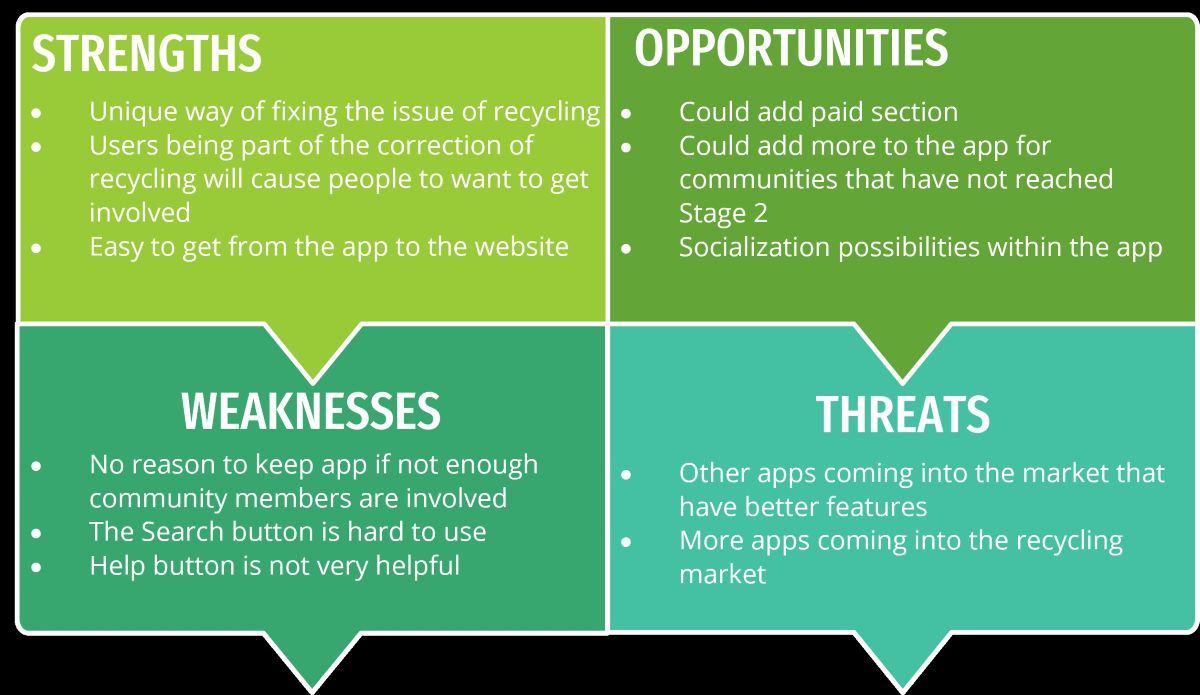 STRENGTHS
• Unique way of fixing the issue of recycling
• Users being part of the correction of
recycling will cause people to want to get
involved
• Easy to get from the app to the website
OPPORTUNITIES
• Could add paid section
• Could add more to the app for
communities that have not reached
Stage 2
• Socialization possibilities within the app
WEAKNESSES
• No reason to keep app if not enough
community members are involved
• The Search button is hard to use
• Help button is not very helpful
THREATS
• Other apps coming into the market that
have better features
• More apps coming into the recycling
market